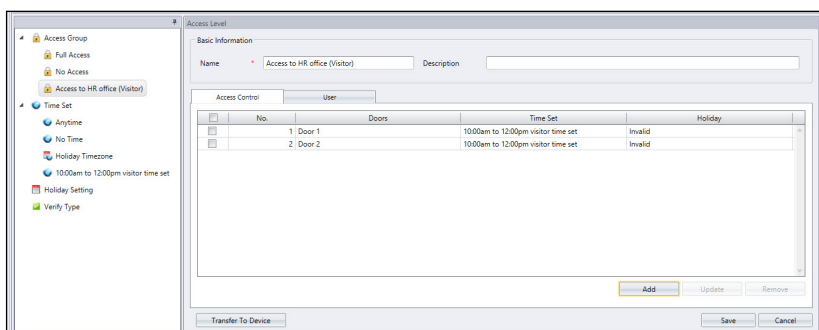 Access Group
Full Access
No Access
Access to HR office (Visitor)
Time Set
Anytime
No Time
Holiday Timezone
10:00am to 12:00pm visitor time set
Holiday Setting
Verify Type
Access Level
Basic Information
Name * Access to HR office (Visitor) Description
Access Control User
No. Doors Time Set Holiday
1 Door 1 10:00am to 12:00pm visitor time set Invalid
2 Door 2 10:00am to 12:00pm visitor time set Invalid
Add Update Remove
Transfer To Device Save Cancel